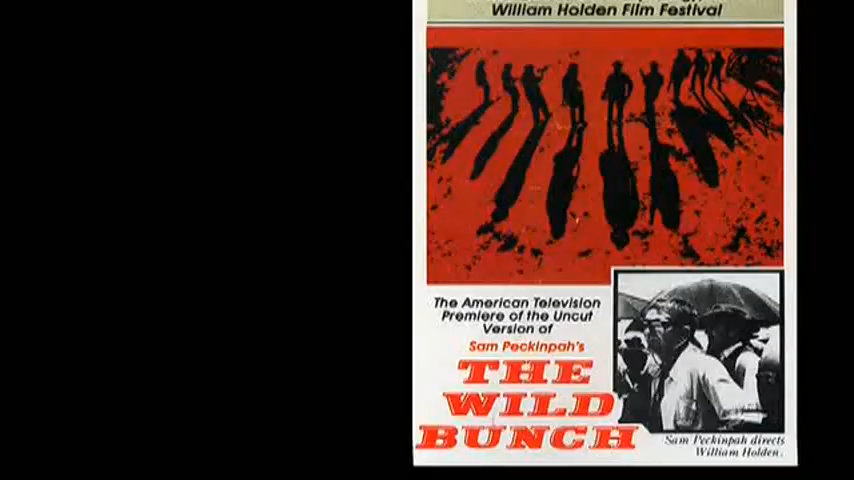 William Holden Film Festival
The American Television
Premiere of the Uncut
Version of
Sam Peckinpah's
THE
WILD
BUNCH
Sam Peckinpah directs
William Holden.